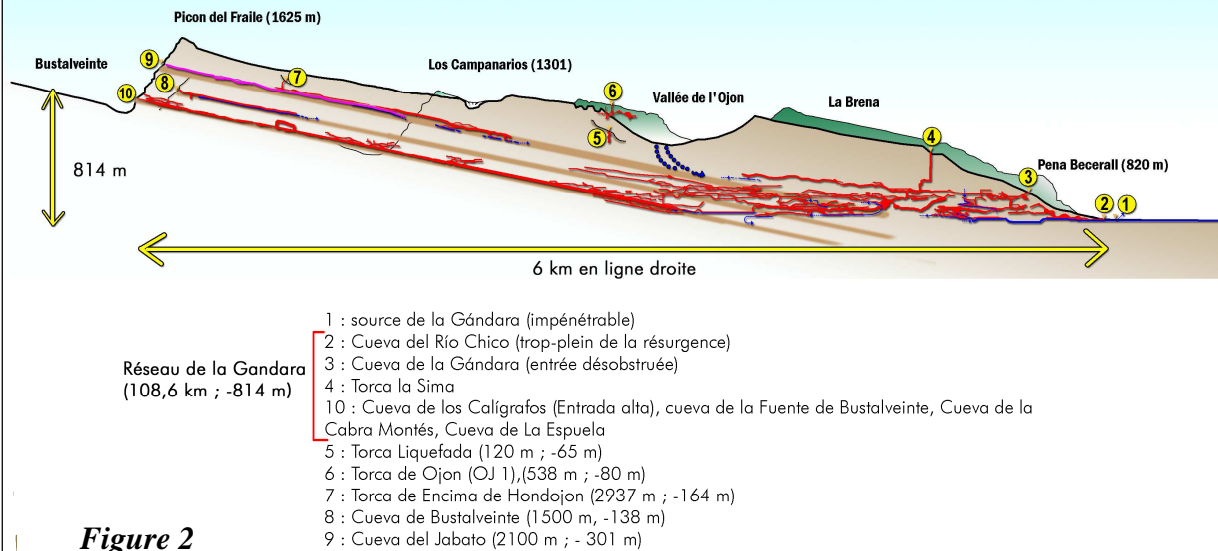 Picon del Fraile (1625 m)
Bustalveinte
9
7
Los Campanarios (1301)
8
10
6
Vallée de l'Ojon
La Brena
5
4
Pena Becerall (820 m)
3
2
1
814 m
6 km en ligne droite
1 : source de la Gándara (impénétrable)
2 : Cueva del Río Chico (trop-plein de la résurgence)
Réseau de la Gandara
(108,6 km ; -814 m)
3 : Cueva de la Gándara (entrée désobstruée)
4 : Torca la Sima
10 : Cueva de los Calígrafos (Entrada alta), cueva de la Fuente de Bustalveinte, Cueva de la
Cabra Montés, Cueva de La Espuela
5 : Torca Liquefada (120 m ; -65 m)
6 : Torca de Ojon (OJ 1),(538 m ; -80 m)
7 : Torca de Encima de Hondojon (2937 m ; -164 m)
8 : Cueva de Bustalveinte (1500 m, -138 m)
9 : Cueva del Jabato (2100 m ; - 301 m)
Figure 2